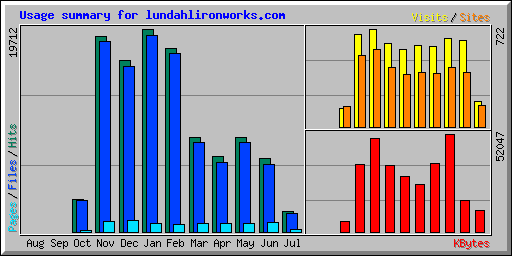 Usage summary for lundahlironworks.com
Visits / Sites
19712
722
Pages / Files / Hits
52047
Aug Sep Oct Nov Dec Jan Feb Mar Apr May Jun Jul
KBytes